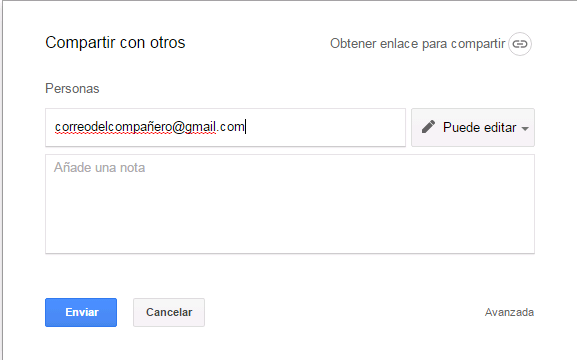 Compartir con otros
Obtener enlace para compartir
Personas
correodelcompañero@gmail.com
Puede editar
Añade una nota
Enviar
Cancelar
Avanzada